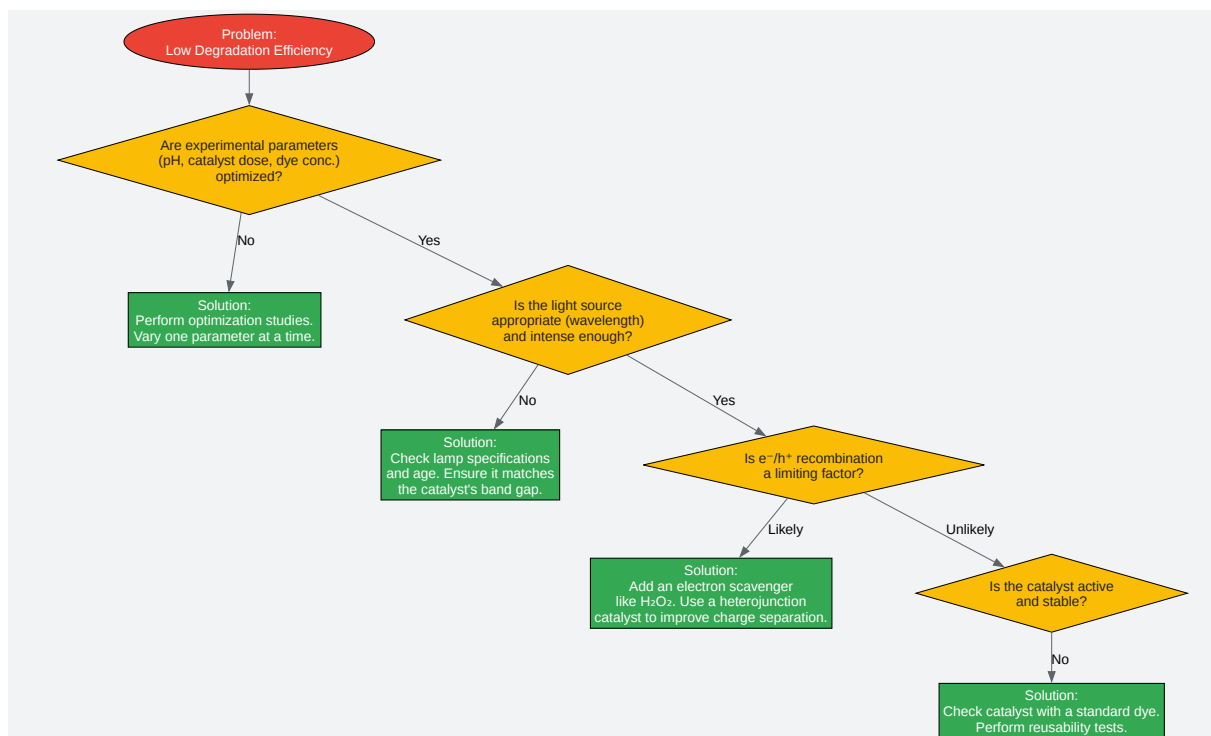 Problem:
Low Degradation Efficiency
Are experimental parameters
(pH, catalyst dose, dye conc.)
optimized?
No
Yes
Solution:
Perform optimization studies.
Vary one parameter at a time.
Is the light source
appropriate (wavelength)
and intense enough?
No
Yes
Solution:
Check lamp specifications
and age. Ensure it matches
the catalyst's band gap.
Is e⁻/h⁺ recombination
a limiting factor?
Likely
Unlikely
Solution:
Add an electron scavenger
like H₂O₂. Use a heterojunction
catalyst to improve charge separation.
Is the catalyst active
and stable?
No
Solution:
Check catalyst with a standard dye.
Perform reusability tests.